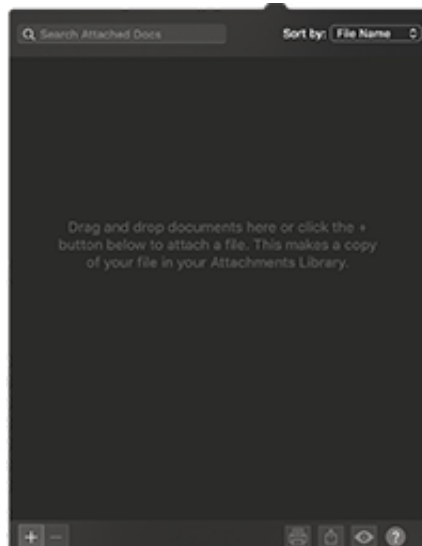 Search Attached Docs
Sort by: File Name
Drag and drop documents here or click the +
button below to attach a file. This makes a copy
of your file in your Attachments Library.
+ − ?